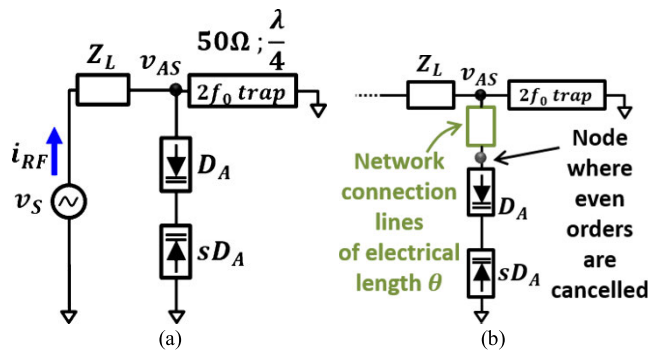 Z_L
v_AS
50Ω ; λ/4
2f_0 trap
i_RF
v_S
D_A
sD_A
(a)
(b)
Z_L
v_AS
2f_0 trap
Network
connection
lines
of electrical
length θ
D_A
sD_A
Node
where
even
orders
are
cancelled